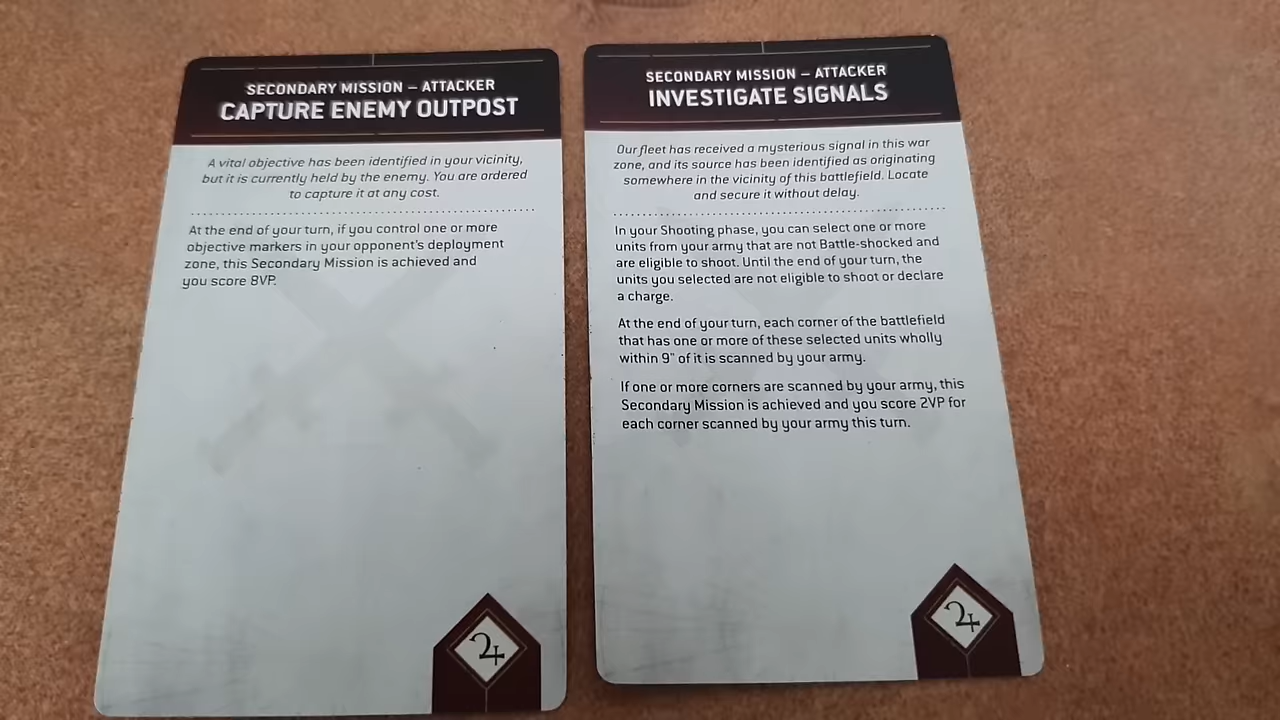 SECONDARY MISSION – ATTACKER
CAPTURE ENEMY OUTPOST
A vital objective has been identified in your vicinity,
but it is currently held by the enemy. You are ordered
to capture it at any cost.
At the end of your turn, if you control one or more
objective markers in your opponent's deployment
zone, this Secondary Mission is achieved and
you score 8VP.
SECONDARY MISSION – ATTACKER
INVESTIGATE SIGNALS
Our fleet has received a mysterious signal in this war
zone, and its source has been identified as originating
somewhere in the vicinity of this battlefield. Locate
and secure it without delay.
In your Shooting phase, you can select one or more
units from your army that are not Battle-shocked and
are eligible to shoot. Until the end of your turn, the
units you selected are not eligible to shoot or declare
a charge.
At the end of your turn, each corner of the battlefield
that has one or more of these selected units wholly
within 9" of it is scanned by your army.
If one or more corners are scanned by your army, this
Secondary Mission is achieved and you score 2VP for
each corner scanned by your army this turn.